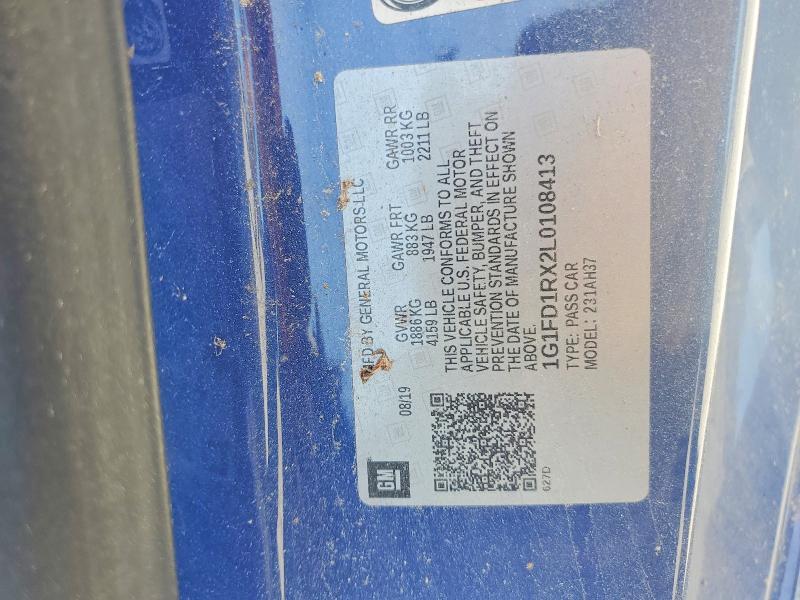 GM
08/19
MFD BY GENERAL MOTORS LLC
GVWR GAWR FRT GAWR RR
1886 KG 883 KG 1003 KG
4159 LB 1947 LB 2211 LB
THIS VEHICLE CONFORMS TO ALL
APPLICABLE U.S. FEDERAL MOTOR
VEHICLE SAFETY, BUMPER, AND THEFT
PREVENTION STANDARDS IN EFFECT ON
THE DATE OF MANUFACTURE SHOWN
ABOVE.
1G1FD1RX2L0108413
TYPE: PASS CAR
MODEL: 231AH37
627D